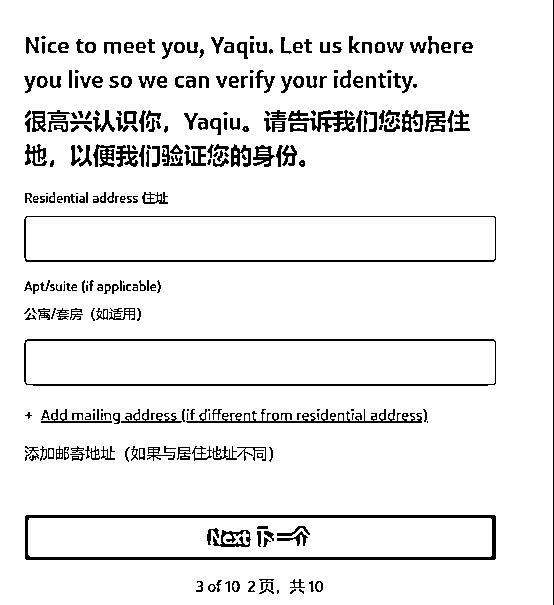 Nice to meet you, Yaqiu. Let us know where
you live so we can verify your identity.
很高兴认识你，Yaqiu。请告诉我们您的居住
地，以便我们验证您的身份。
Residential address 住址
Apt/suite (if applicable)
公寓/套房（如适用）
+ Add mailing address (if different from residential address)
添加邮寄地址（如果与居住地址不同）
Next 下一个
3 of 10 2 页，共 10